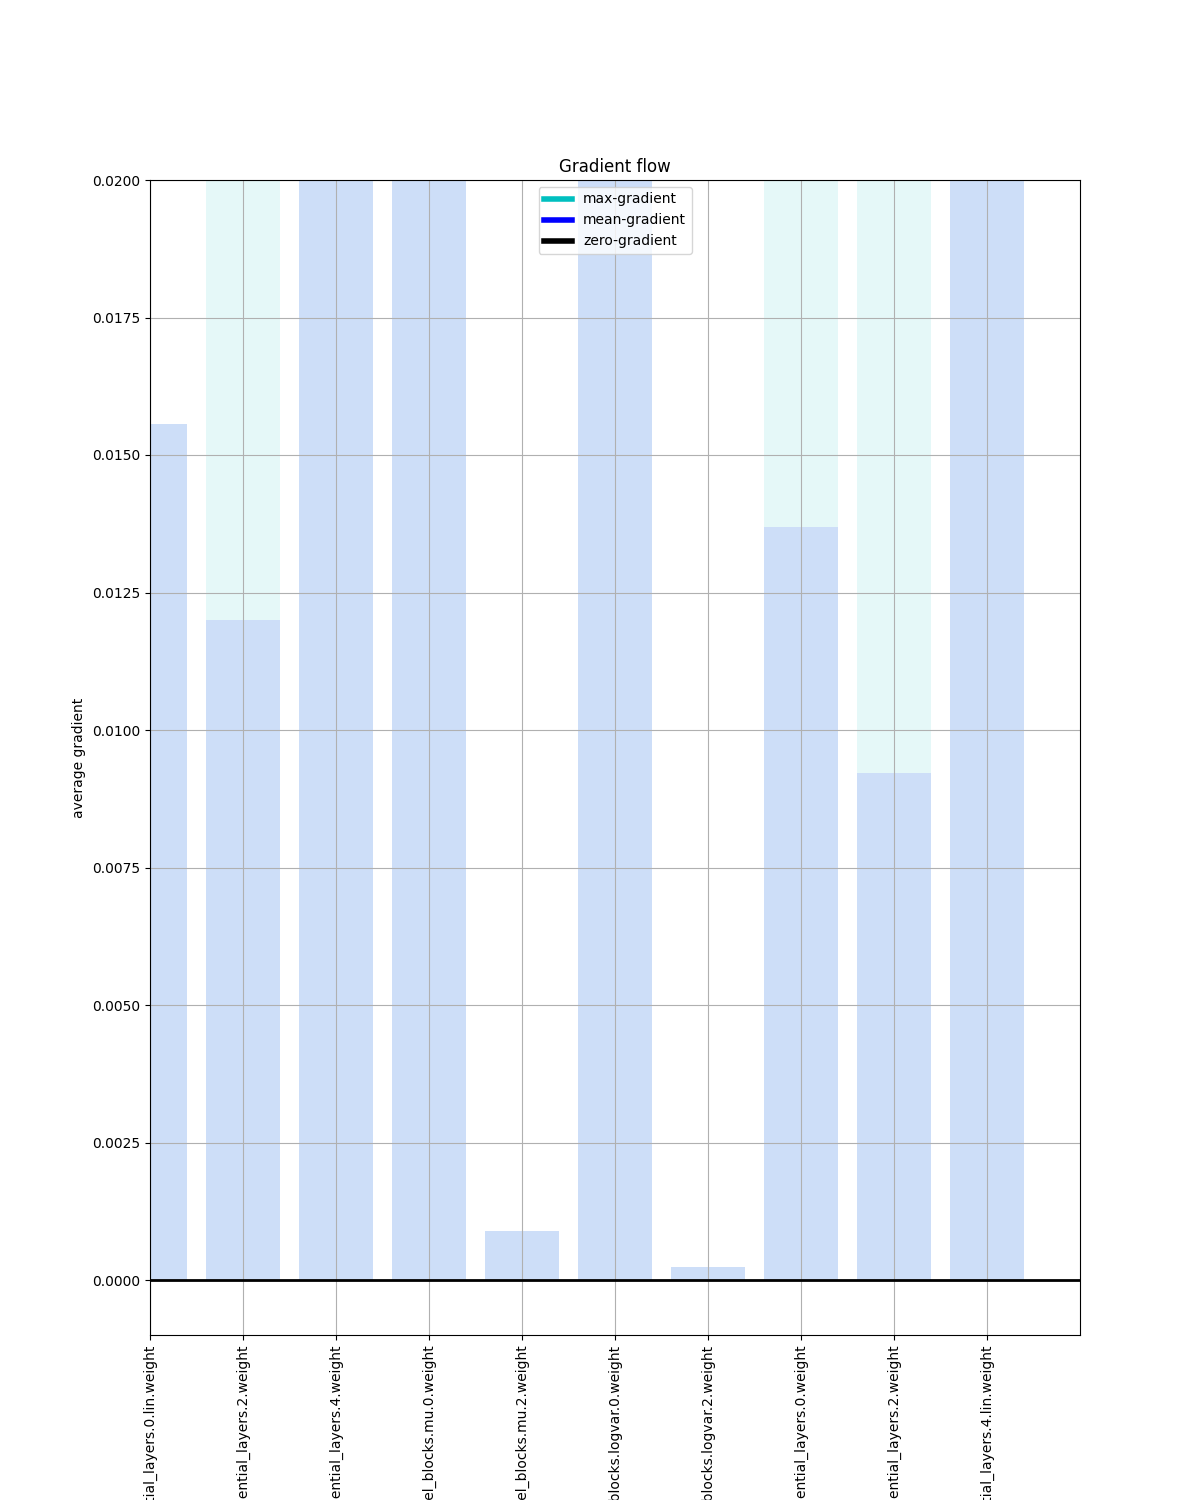 Gradient flow
max-gradient
mean-gradient
zero-gradient
0.0200
0.0175
0.0150
0.0125
0.0100
0.0075
0.0050
0.0025
0.0000
average gradient
tial_layers.0.lin.weight
ential_layers.2.weight
ential_layers.4.weight
el_blocks.mu.0.weight
el_blocks.mu.2.weight
blocks.logvar.0.weight
blocks.logvar.2.weight
ential_layers.0.weight
ential_layers.2.weight
tial_layers.4.lin.weight